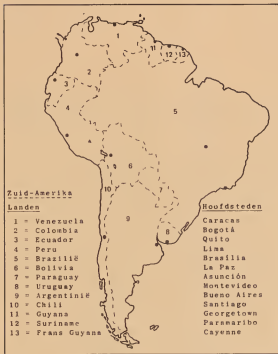 1
11
12
13
2
3
4
5
6
10
7
9
8
Zuid-Amerika
Landen Hoofdsteden
1 = Venezuela Caracas
2 = Colombia Bogotá
3 = Ecuador Quito
4 = Peru Lima
5 = Brazilië Brasília
6 = Bolivia La Paz
7 = Paraguay Asunción
8 = Uruguay Montevideo
9 = Argentinië Buenos Aires
10 = Chili Santiago
11 = Guyana Georgetown
12 = Suriname Paramaribo
13 = Frans Guyana Cayenne